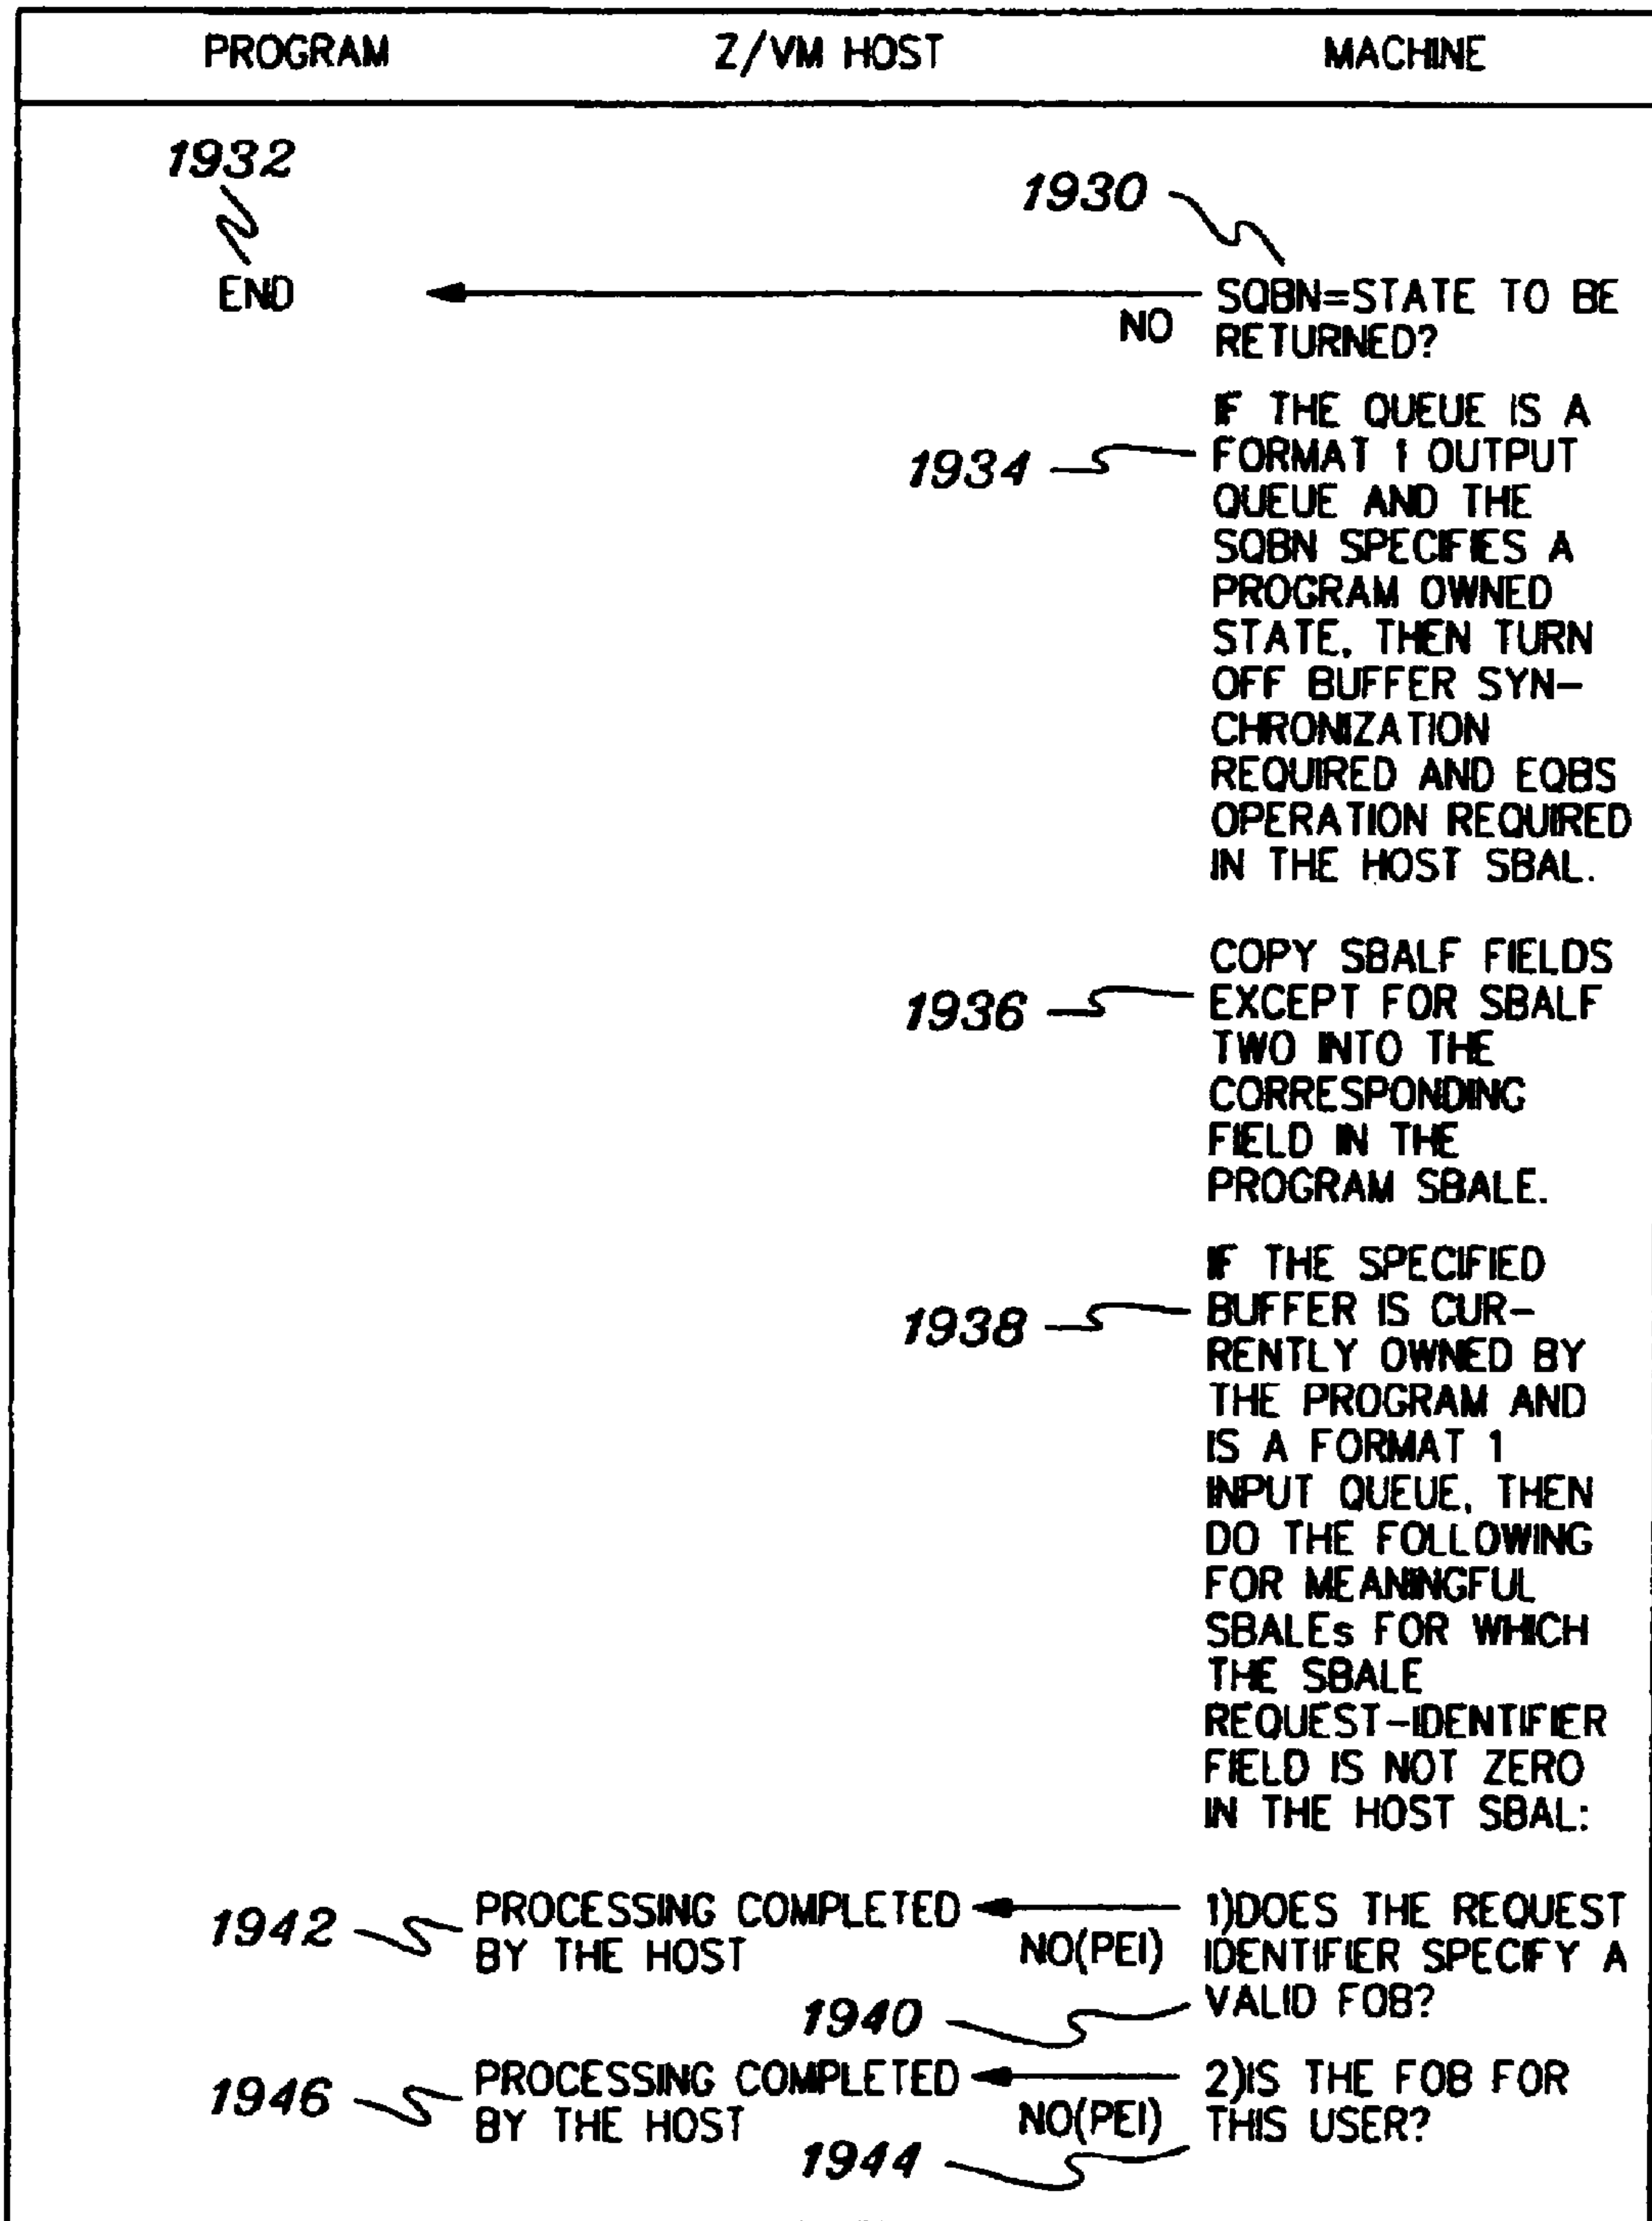 PROGRAM Z/VM HOST MACHINE
1932
1930
END
NO
SQBN=STATE TO BE
RETURNED?
1934
IF THE QUEUE IS A
FORMAT 1 OUTPUT
QUEUE AND THE
SQBN SPECIFIES A
PROGRAM OWNED
STATE, THEN TURN
OFF BUFFER SYN-
CHRONIZATION
REQUIRED AND EQBS
OPERATION REQUIRED
IN THE HOST SBAL.
1936
COPY SBALF FIELDS
EXCEPT FOR SBALF
TWO INTO THE
CORRESPONDING
FIELD IN THE
PROGRAM SBALE.
1938
IF THE SPECIFIED
BUFFER IS CUR-
RENTLY OWNED BY
THE PROGRAM AND
IS A FORMAT 1
INPUT QUEUE, THEN
DO THE FOLLOWING
FOR MEANINGFUL
SBALEs FOR WHICH
THE SBALE
REQUEST-IDENTIFIER
FIELD IS NOT ZERO
IN THE HOST SBAL:
1942
PROCESSING COMPLETED
BY THE HOST
NO(PEI)
1)DOES THE REQUEST
IDENTIFIER SPECIFY A
VALID FOB?
1940
1946
PROCESSING COMPLETED
BY THE HOST
NO(PEI)
2)IS THE FOB FOR
THIS USER?
1944